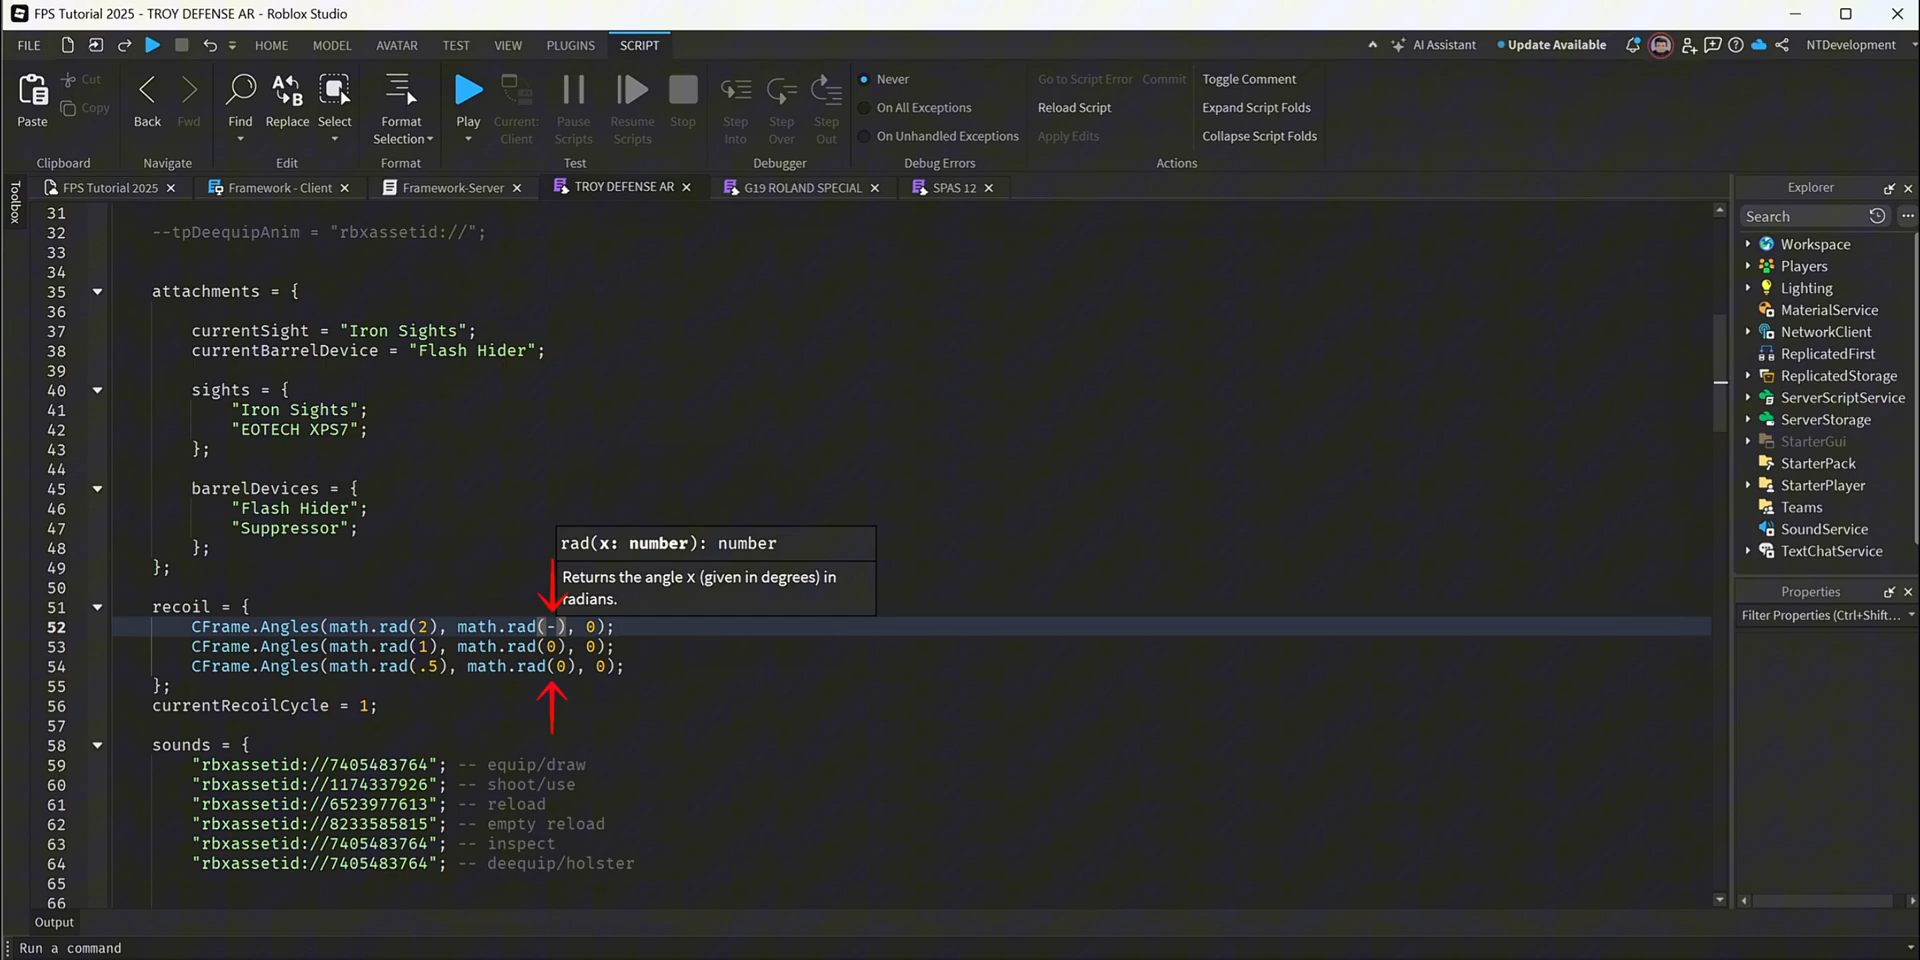 FPS Tutorial 2025 - TROY DEFENSE AR - Roblox Studio
FILE HOME MODEL AVATAR TEST VIEW PLUGINS SCRIPT AI Assistant Update Available NTDevelopment
Paste Cut Copy Clipboard
Back Fwd Navigate
Find Replace Select Edit
Format Selection Format
Play Current: Client Pause Scripts Resume Scripts Stop Test
Step Into Step Over Step Out Debugger
Never
On All Exceptions
On Unhandled Exceptions
Debug Errors
Go to Script Error Commit Toggle Comment
Reload Script Expand Script Folds
Apply Edits Collapse Script Folds
Actions
Toolbox
FPS Tutorial 2025 Framework - Client Framework-Server TROY DEFENSE AR G19 ROLAND SPECIAL SPAS 12
31
32 --tpDeequipAnim = "rbxassetid://";
33
34
35 attachments = {
36
37 currentSight = "Iron Sights";
38 currentBarrelDevice = "Flash Hider";
39
40 sights = {
41 "Iron Sights";
42 "EOTECH XPS7";
43 };
44
45 barrelDevices = {
46 "Flash Hider";
47 "Suppressor";
48 };
49 };
50
51 recoil = {
52 CFrame.Angles(math.rad(2), math.rad(-), 0);
53 CFrame.Angles(math.rad(1), math.rad(0), 0);
54 CFrame.Angles(math.rad(.5), math.rad(0), 0);
55 };
56 currentRecoilCycle = 1;
57
58 sounds = {
59 "rbxassetid://7405483764"; -- equip/draw
60 "rbxassetid://1174337926"; -- shoot/use
61 "rbxassetid://6523977613"; -- reload
62 "rbxassetid://8233585815"; -- empty reload
63 "rbxassetid://7405483764"; -- inspect
64 "rbxassetid://7405483764"; -- deequip/holster
65
66
rad(x: number): number
Returns the angle x (given in degrees) in
radians.
Explorer
Search
Workspace
Players
Lighting
MaterialService
NetworkClient
ReplicatedFirst
ReplicatedStorage
ServerScriptService
ServerStorage
StarterGui
StarterPack
StarterPlayer
Teams
SoundService
TextChatService
Properties
Filter Properties (Ctrl+Shift...
Output
Run a command